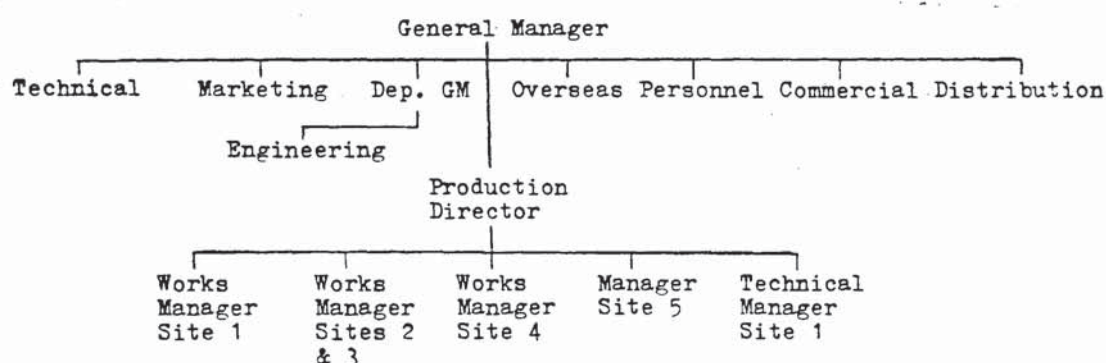 General Manager
Technical Marketing Dep. GM Overseas Personnel Commercial Distribution
Engineering
Production
Director
Works Works Works Manager Technical
Manager Manager Manager Site 5 Manager
Site 1 Sites 2 Site 4 Site 1
& 3